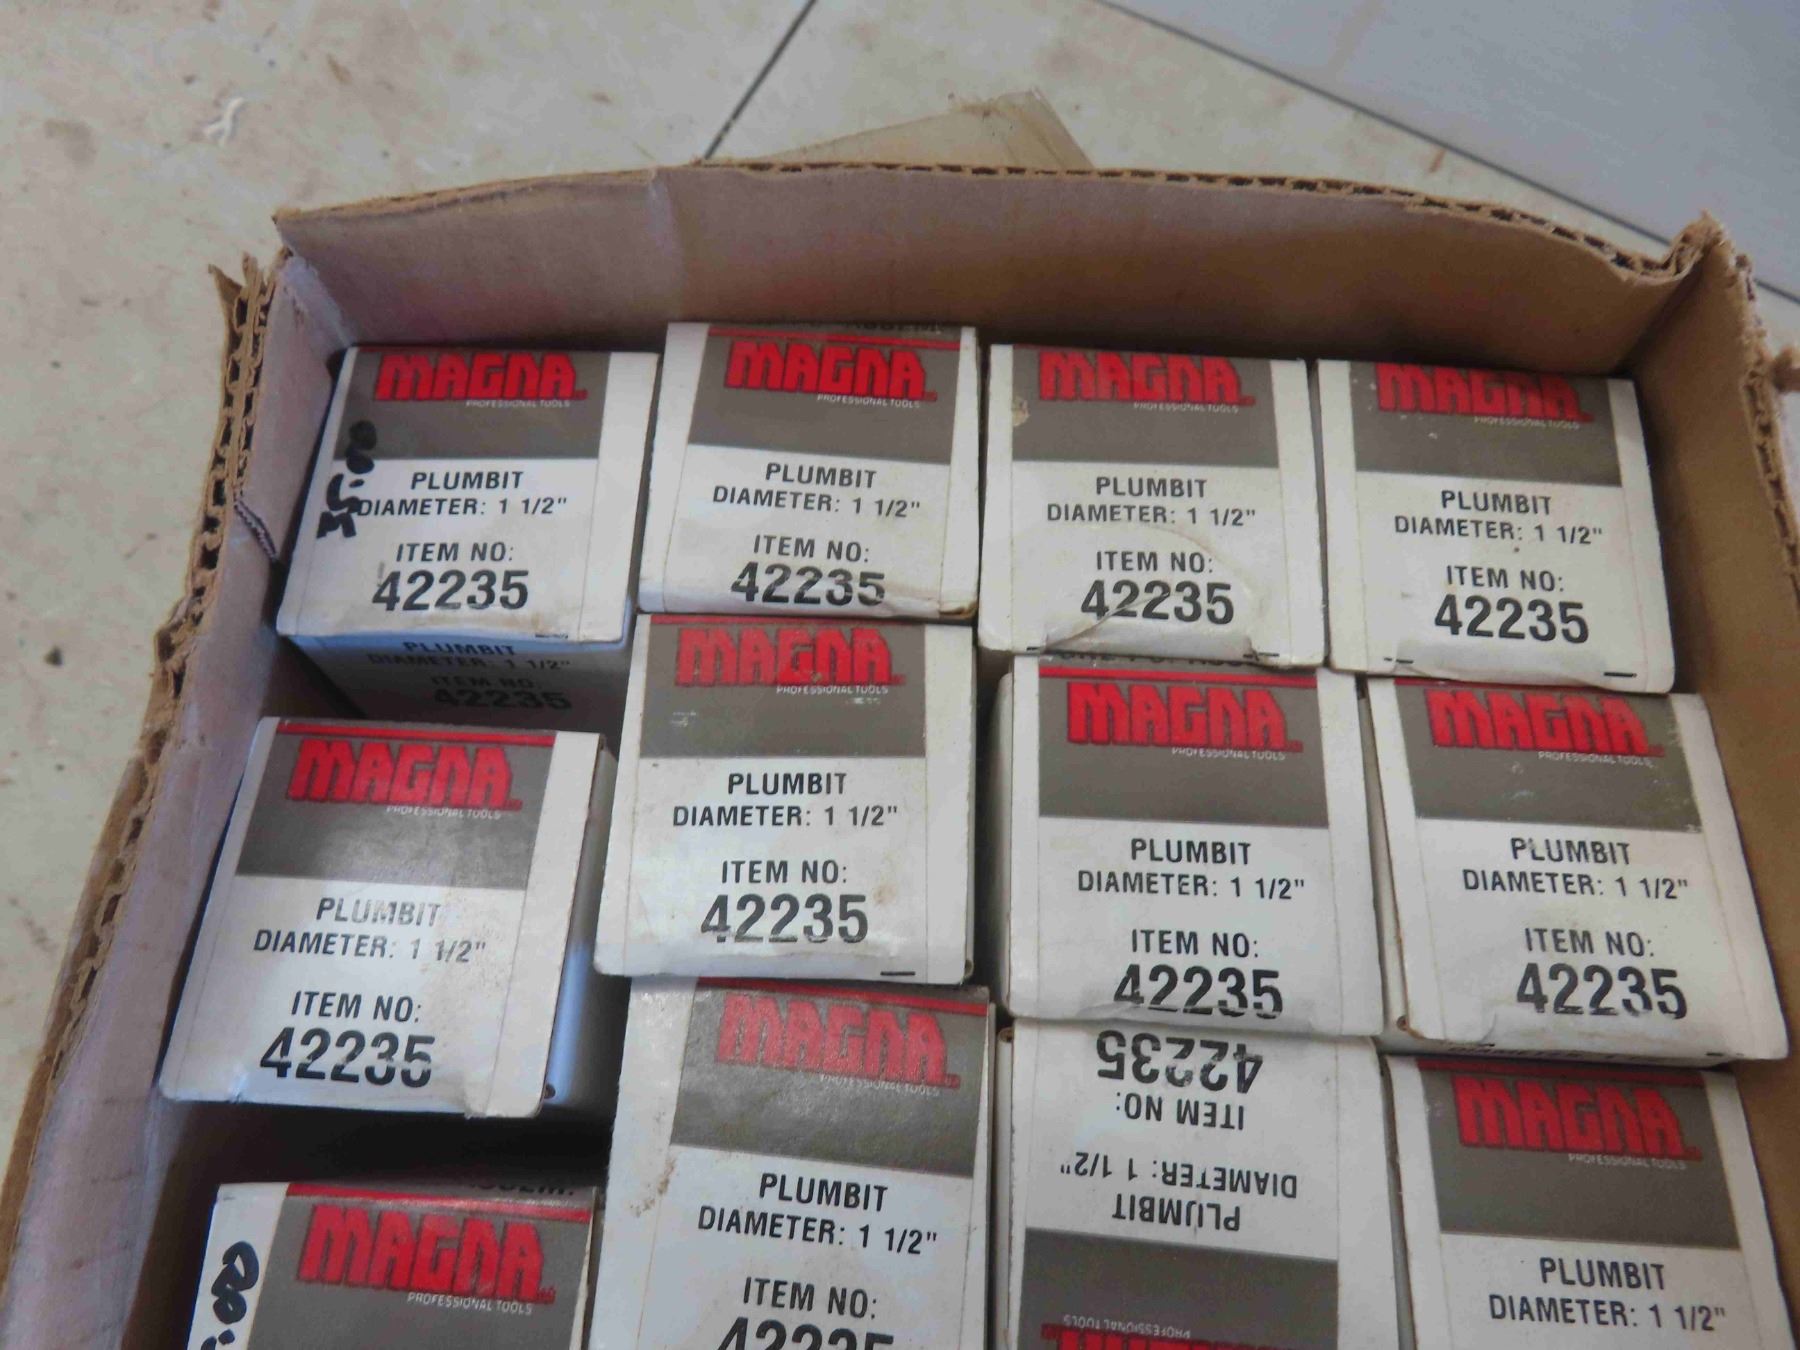 MAGNA
PROFESSIONAL TOOLS
PLUMBIT
DIAMETER: 1 1/2"
ITEM NO:
42235
35.00
PLUMBIT
DIAMETER: 1 1/2"
ITEM NO:
42235
MAGNA
PROFESSIONAL TOOLS
PLUMBIT
DIAMETER: 1 1/2"
ITEM NO:
42235
MAGNA
PROFESSIONAL TOOLS
PLUMBIT
DIAMETER: 1 1/2"
ITEM NO:
42235
MAGNA
PROFESSIONAL TOOLS
PLUMBIT
DIAMETER: 1 1/2"
ITEM NO:
42235
MAGNA
PROFESSIONAL TOOLS
PLUMBIT
DIAMETER: 1 1/2"
ITEM NO:
42235
MAGNA
PROFESSIONAL TOOLS
PLUMBIT
DIAMETER: 1 1/2"
ITEM NO:
42235
MAGNA
PROFESSIONAL TOOLS
PLUMBIT
DIAMETER: 1 1/2"
ITEM NO:
42235
MAGNA
PROFESSIONAL TOOLS
PLUMBIT
DIAMETER: 1 1/2"
ITEM NO:
42235
MAGNA
PROFESSIONAL TOOLS
MAGNA
PROFESSIONAL TOOLS
PLUMBIT
DIAMETER: 1 1/2"
ITEM NO:
42235
PROFESSIONAL TOOLS
PLUMBIT
DIAMETER: 1 1/2"
ITEM NO:
42235
MAGNA
PROFESSIONAL TOOLS
PLUMBIT
DIAMETER: 1 1/2"